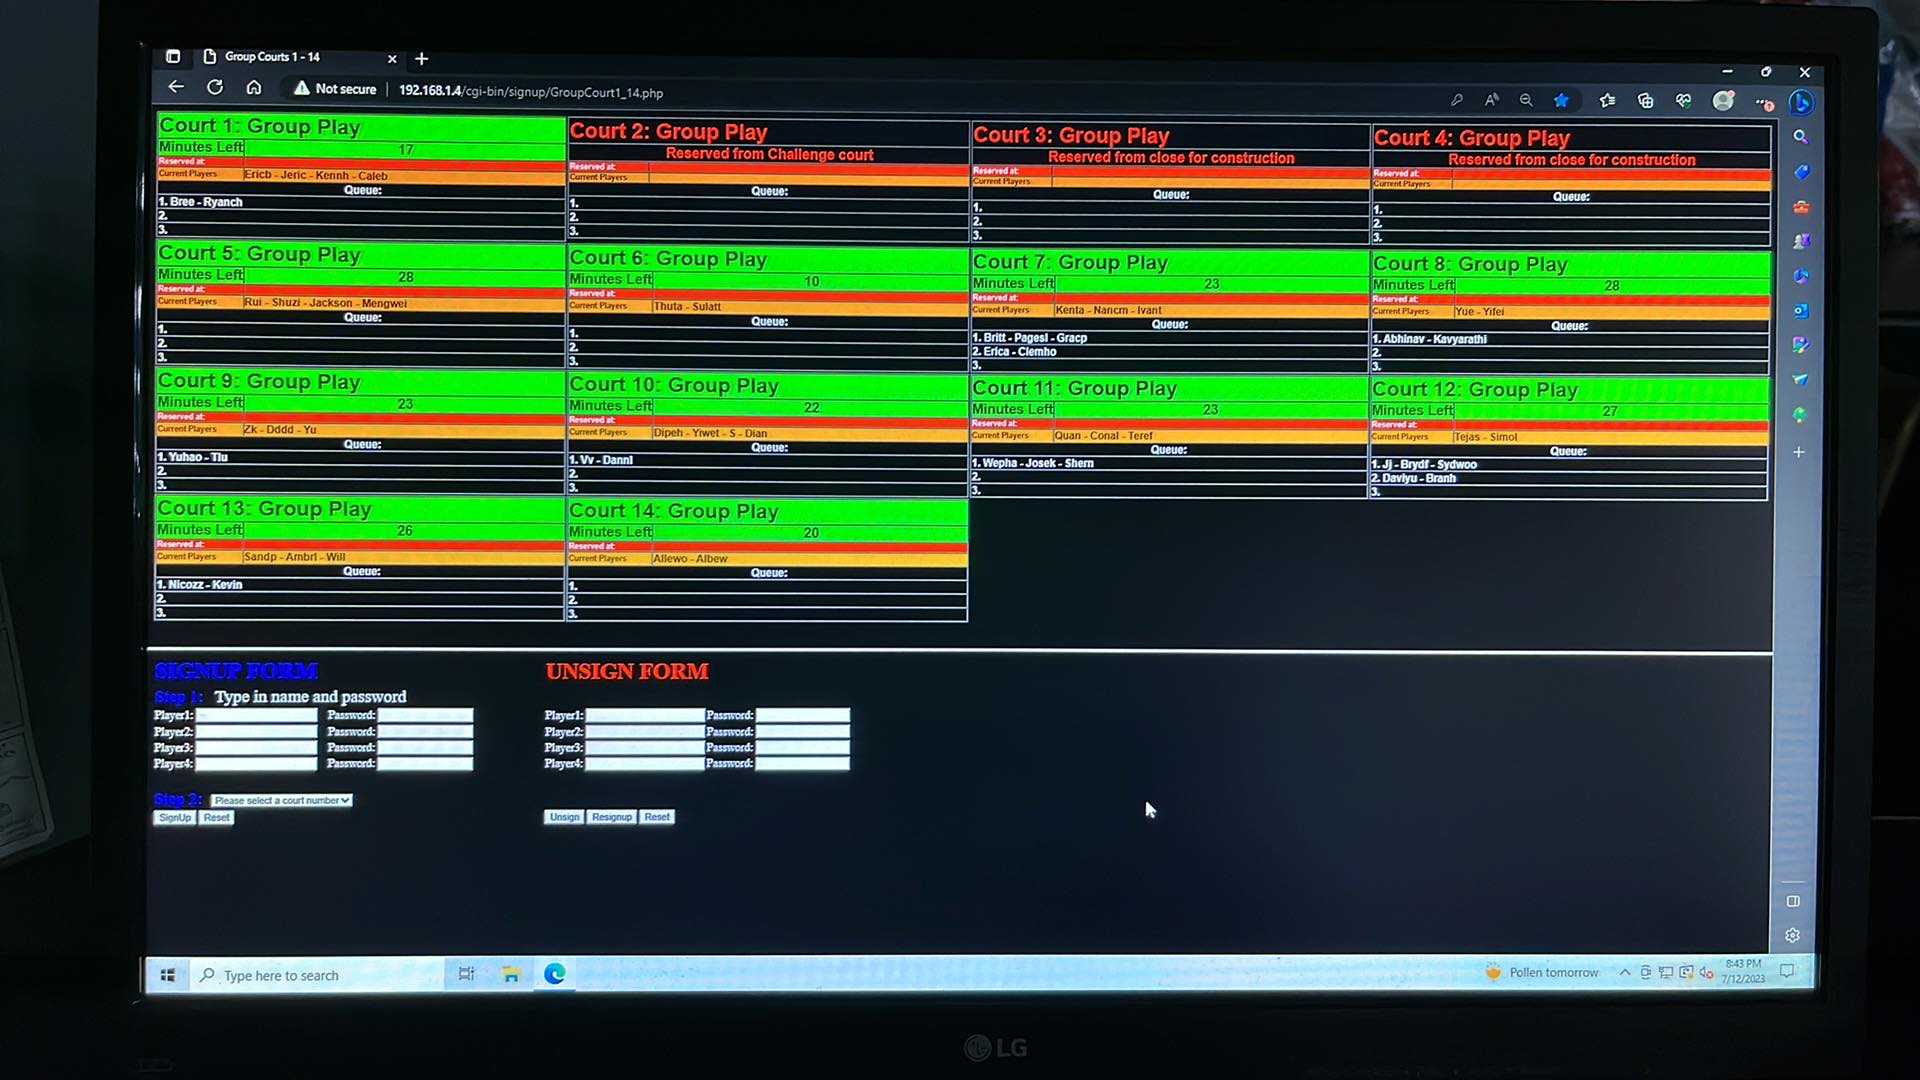 Group Courts 1 - 14
Not secure | 192.168.1.4/cgi-bin/signup/GroupCourt1_14.php
Court 1: Group Play
Minutes Left 17
Reserved at:
Current Players Ericb - Jeric - Kennh - Caleb
Queue:
1. Bree - Ryanch
2.
3.
Court 2: Group Play
Reserved from Challenge court
Reserved at:
Current Players
Queue:
1.
2.
3.
Court 3: Group Play
Reserved from close for construction
Reserved at:
Current Players
Queue:
1.
2.
3.
Court 4: Group Play
Reserved from close for construction
Reserved at:
Current Players
Queue:
1.
2.
3.
Court 5: Group Play
Minutes Left 28
Reserved at:
Current Players Rui - Shuzi - Jackson - Mengwei
Queue:
1.
2.
3.
Court 6: Group Play
Minutes Left 10
Reserved at:
Current Players Thuta - Sulatt
Queue:
1.
2.
3.
Court 7: Group Play
Minutes Left 23
Reserved at:
Current Players Kenta - Nancm - Ivant
Queue:
1. Britt - Pagesl - Gracp
2. Erica - Clemho
3.
Court 8: Group Play
Minutes Left 28
Reserved at:
Current Players Yue - Yifei
Queue:
1. Abhinav - Kavyarathi
2.
3.
Court 9: Group Play
Minutes Left 23
Reserved at:
Current Players Zk - Dddd - Yu
Queue:
1. Yuhao - Tlu
2.
3.
Court 10: Group Play
Minutes Left 22
Reserved at:
Current Players Dipeh - Yiwet - S - Dian
Queue:
1. Vv - Dannl
2.
3.
Court 11: Group Play
Minutes Left 23
Reserved at:
Current Players Quan - Conal - Teref
Queue:
1. Wepha - Josek - Shern
2.
3.
Court 12: Group Play
Minutes Left 27
Reserved at:
Current Players Tejas - Simol
Queue:
1. Jj - Brydf - Sydwoo
2. Daviyu - Branh
3.
Court 13: Group Play
Minutes Left 26
Reserved at:
Current Players Sandp - Ambrl - Will
Queue:
1. Nicozz - Kevin
2.
3.
Court 14: Group Play
Minutes Left 20
Reserved at:
Current Players Allewo - Albew
Queue:
1.
2.
3.
SIGNUP FORM
Step 1: Type in name and password
Player1: Password:
Player2: Password:
Player3: Password:
Player4: Password:
Step 2: Please select a court number
SignUp Reset
UNSIGN FORM
Player1: Password:
Player2: Password:
Player3: Password:
Player4: Password:
Unsign Resignup Reset
Type here to search
Pollen tomorrow
8:43 PM
7/12/2023
LG